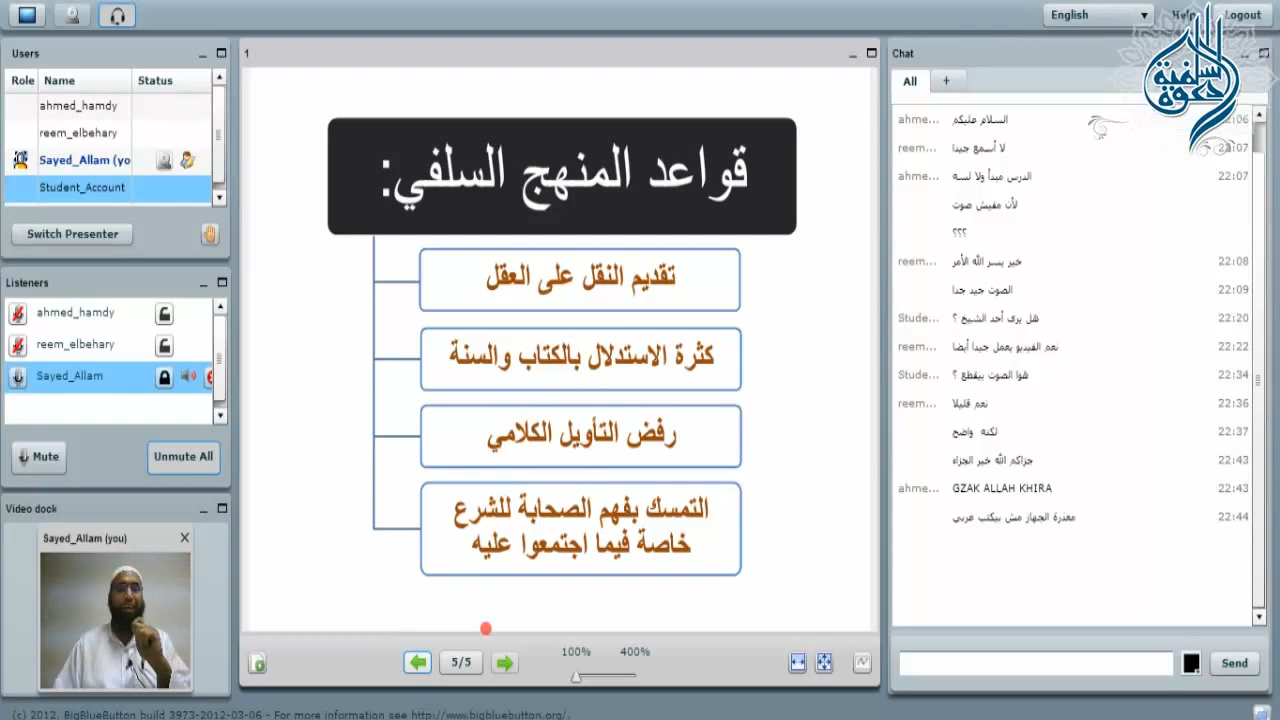 English
Help
Logout
السلفية
دعوة
Users
Role Name Status
ahmed_hamdy
reem_elbehary
Sayed_Allam (yo
Student_Account
Switch Presenter
Listeners
ahmed_hamdy
reem_elbehary
Sayed_Allam
Mute
Unmute All
Video dock
Sayed_Allam (you)
1
قواعد المنهج السلفي:
تقديم النقل على العقل
كثرة الاستدلال بالكتاب والسنة
رفض التأويل الكلامي
التمسك بفهم الصحابة للشرع
خاصة فيما اجتمعوا عليه
5/5
100% 400%
Chat
All +
ahme... السلام عليكم 22:06
reem... لا أسمع جيدا 22:07
ahme... الدرس مبدأ ولا لسه 22:07
لأن مفيش صوت
؟؟؟
reem... خير يسر الله الأمر 22:08
الصوت جيد جدا 22:09
Stude... هل يرى أحد الشيخ ؟ 22:20
reem... نعم الفيديو يعمل جيدا أيضا 22:22
Stude... هوا الصوت بيقطع ؟ 22:34
reem... نعم قليلا 22:36
لكنه واضح 22:37
جزاكم الله خير الجزاء 22:43
ahme... GZAK ALLAH KHIRA 22:43
معذرة الجهاز مش بيكتب عربي 22:44
Send
(c) 2012. BigBlueButton build 3973-2012-03-06 - For more information see http://www.bigbluebutton.org/.